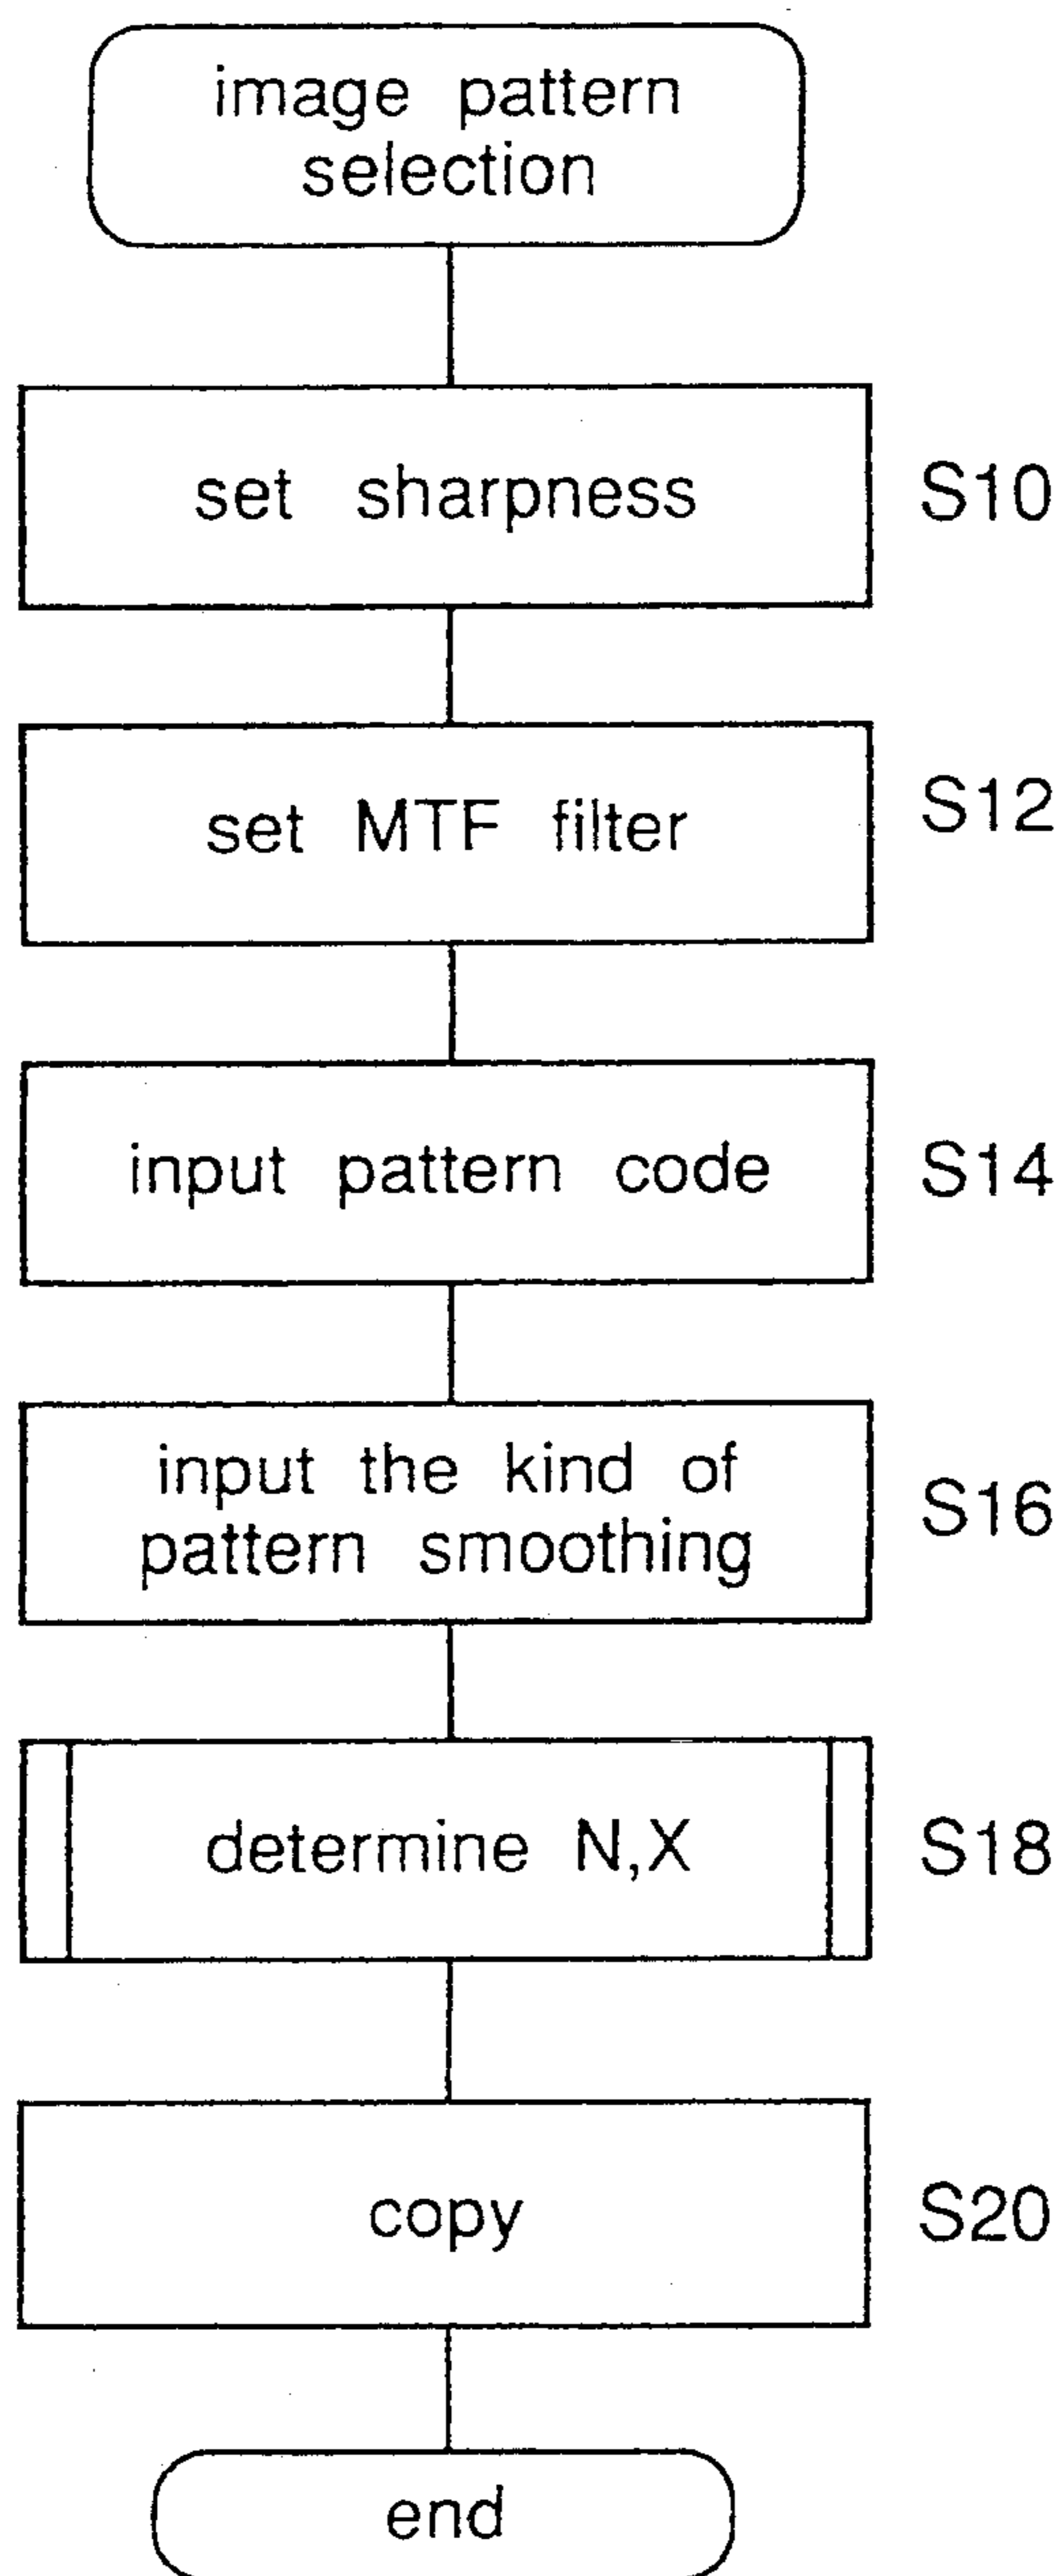 image pattern
selection
set sharpness
S10
set MTF filter
S12
input pattern code
S14
input the kind of
pattern smoothing
S16
determine N,X
S18
copy
S20
end